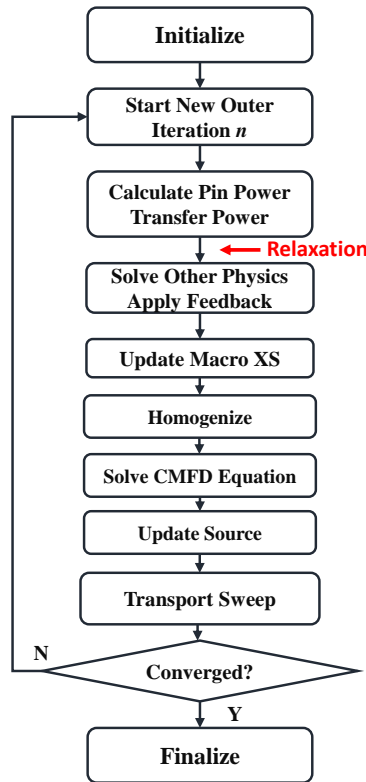 Initialize
Start New Outer
Iteration n
Calculate Pin Power
Transfer Power
Relaxation
Solve Other Physics
Apply Feedback
Update Macro XS
Homogenize
Solve CMFD Equation
Update Source
Transport Sweep
N
Converged?
Y
Finalize